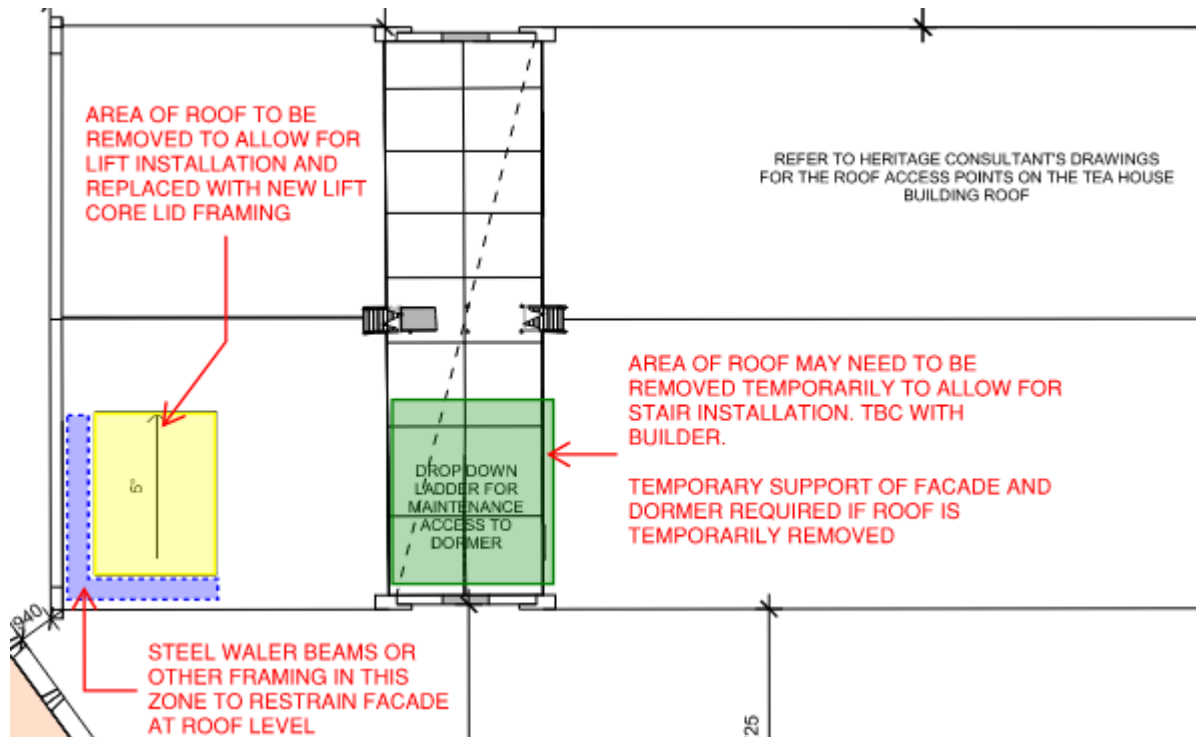 AREA OF ROOF TO BE
REMOVED TO ALLOW FOR
LIFT INSTALLATION AND
REPLACED WITH NEW LIFT
CORE LID FRAMING
REFER TO HERITAGE CONSULTANT'S DRAWINGS
FOR THE ROOF ACCESS POINTS ON THE TEA HOUSE
BUILDING ROOF
AREA OF ROOF MAY NEED TO BE
REMOVED TEMPORARILY TO ALLOW FOR
STAIR INSTALLATION. TBC WITH
BUILDER.
TEMPORARY SUPPORT OF FACADE AND
DORMER REQUIRED IF ROOF IS
TEMPORARILY REMOVED
5°
DROP DOWN
LADDER FOR
MAINTENANCE
ACCESS TO
DORMER
940
STEEL WALER BEAMS OR
OTHER FRAMING IN THIS
ZONE TO RESTRAIN FACADE
AT ROOF LEVEL
25